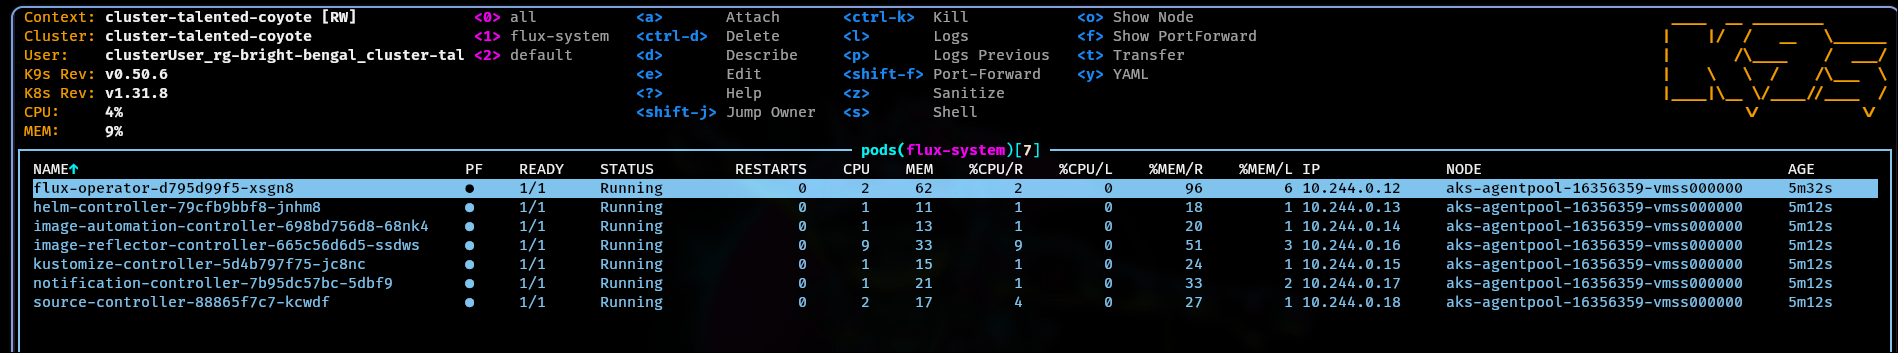 Context: cluster-talented-coyote [RW] <0> all <a> Attach <ctrl-k> Kill <o> Show Node
Cluster: cluster-talented-coyote <1> flux-system <ctrl-d> Delete <l> Logs <f> Show PortForward
User: clusterUser_rg-bright-bengal_cluster-tal <2> default <d> Describe <p> Logs Previous <t> Transfer
K9s Rev: v0.50.6 <e> Edit <shift-f> Port-Forward <y> YAML
K8s Rev: v1.31.8 <?> Help <z> Sanitize
CPU: 4% <shift-j> Jump Owner <s> Shell
MEM: 9%
pods(flux-system)[7]
NAME↑ PF READY STATUS RESTARTS CPU MEM %CPU/R %CPU/L %MEM/R %MEM/L IP NODE AGE
flux-operator-d795d99f5-xsgn8 ● 1/1 Running 0 2 62 2 0 96 6 10.244.0.12 aks-agentpool-16356359-vmss000000 5m32s
helm-controller-79cfb9bbf8-jnhm8 ● 1/1 Running 0 1 11 1 0 18 1 10.244.0.13 aks-agentpool-16356359-vmss000000 5m12s
image-automation-controller-698bd756d8-68nk4 ● 1/1 Running 0 1 13 1 0 20 1 10.244.0.14 aks-agentpool-16356359-vmss000000 5m12s
image-reflector-controller-665c56d6d5-ssdws ● 1/1 Running 0 9 33 9 0 51 3 10.244.0.16 aks-agentpool-16356359-vmss000000 5m12s
kustomize-controller-5d4b797f75-jc8nc ● 1/1 Running 0 1 15 1 0 24 1 10.244.0.15 aks-agentpool-16356359-vmss000000 5m12s
notification-controller-7b95dc57bc-5dbf9 ● 1/1 Running 0 1 21 1 0 33 2 10.244.0.17 aks-agentpool-16356359-vmss000000 5m12s
source-controller-88865f7c7-kcwdf ● 1/1 Running 0 2 17 4 0 27 1 10.244.0.18 aks-agentpool-16356359-vmss000000 5m12s